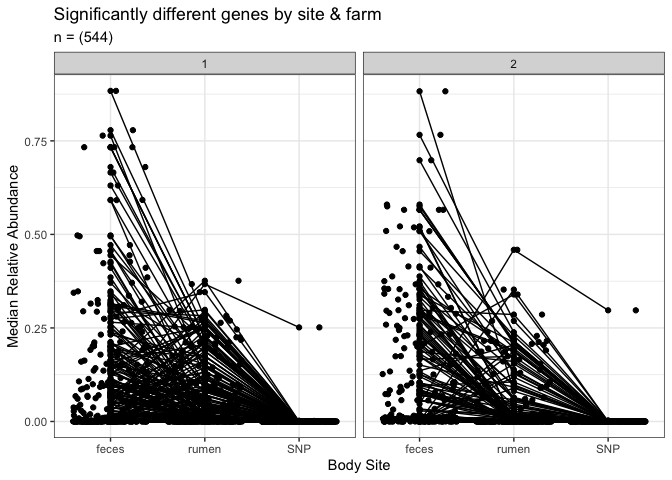 Significantly different genes by site & farm
n = (544)
1
2
Median Relative Abundance
0.75
0.50
0.25
0.00
feces
rumen
SNP
feces
rumen
SNP
Body Site